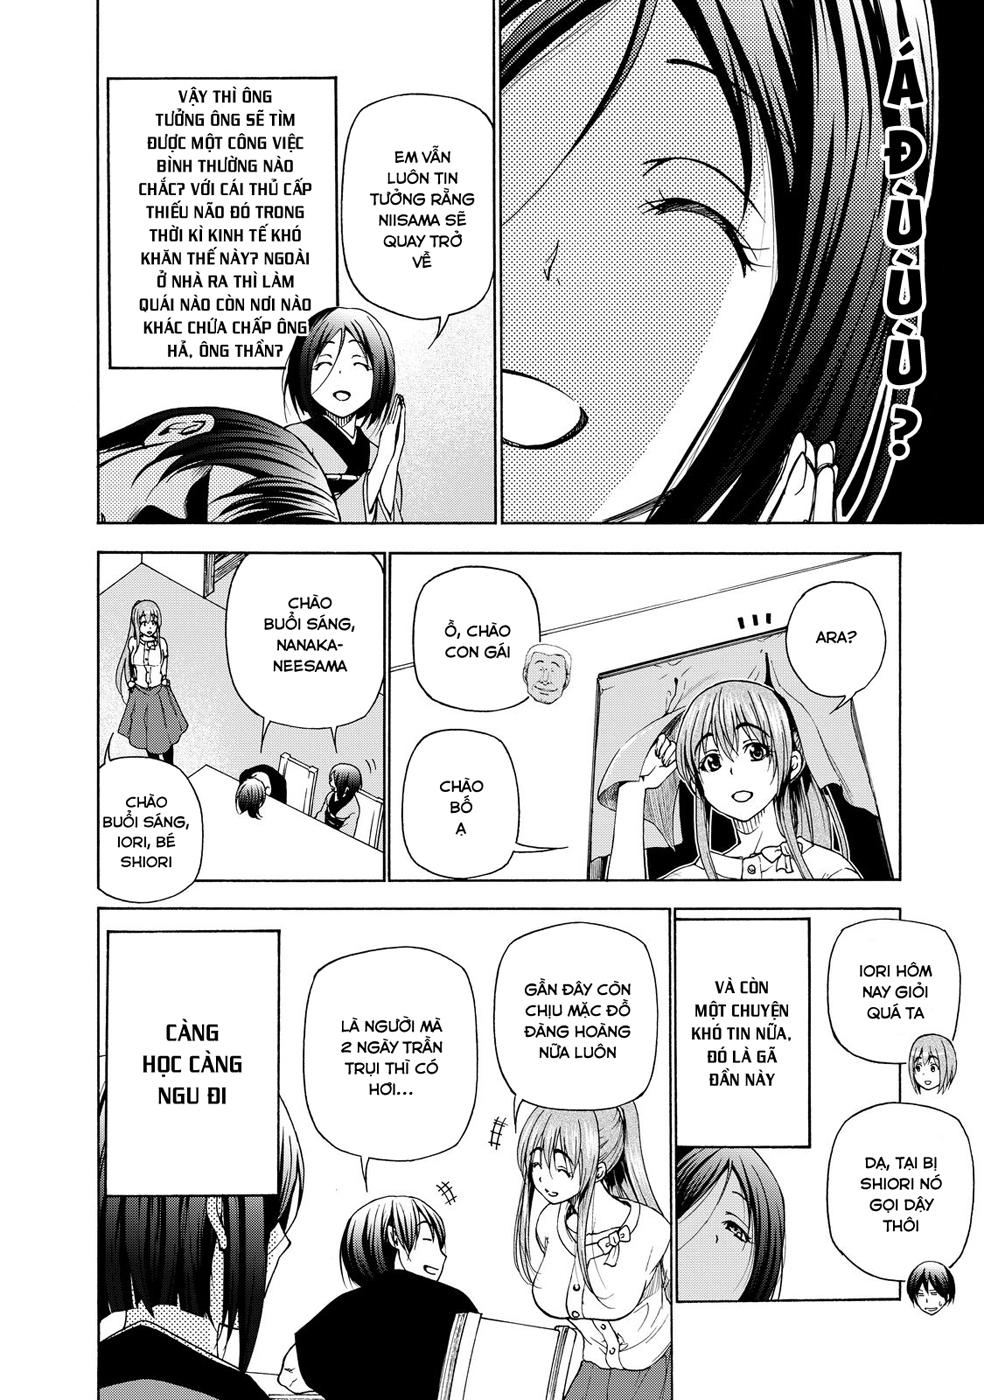 Á ĐÙ Ù Ù Ù ?
EM VẪN
LUÔN TIN
TƯỞNG RẰNG
NIISAMA SẼ
QUAY TRỞ
VỀ
VẬY THÌ ÔNG
TƯỞNG ÔNG SẼ TÌM
ĐƯỢC MỘT CÔNG VIỆC
BÌNH THƯỜNG NÀO
CHẮC? VỚI CÁI THỦ CẤP
THIẾU NÃO ĐÓ TRONG
THỜI KÌ KINH TẾ KHÓ
KHĂN THẾ NÀY? NGOÀI
Ở NHÀ RA THÌ LÀM
QUÁI NÀO CÒN NƠI NÀO
KHÁC CHỨA CHẤP ÔNG
HẢ, ÔNG THẦN?
ARA?
Ồ, CHÀO
CON GÁI
CHÀO
BỐ
Ạ
CHÀO
BUỔI SÁNG,
NANAKA-
NEESAMA
CHÀO
BUỔI SÁNG,
IORI, BÉ
SHIORI
IORI HÔM
NAY GIỎI
QUÁ TA
DẠ, TẠI BỊ
SHIORI NÓ
GỌI DẬY
THÔI
VÀ CÒN
MỘT CHUYỆN
KHÓ TIN NỮA,
ĐÓ LÀ GÃ
ĐẦN NÀY
GẦN ĐÂY CÒN
CHỊU MẶC ĐỒ
ĐÀNG HOÀNG
NỮA LUÔN
LÀ NGƯỜI MÀ
2 NGÀY TRẦN
TRỤI THÌ CÓ
HƠI...
CÀNG
HỌC CÀNG
NGU ĐI